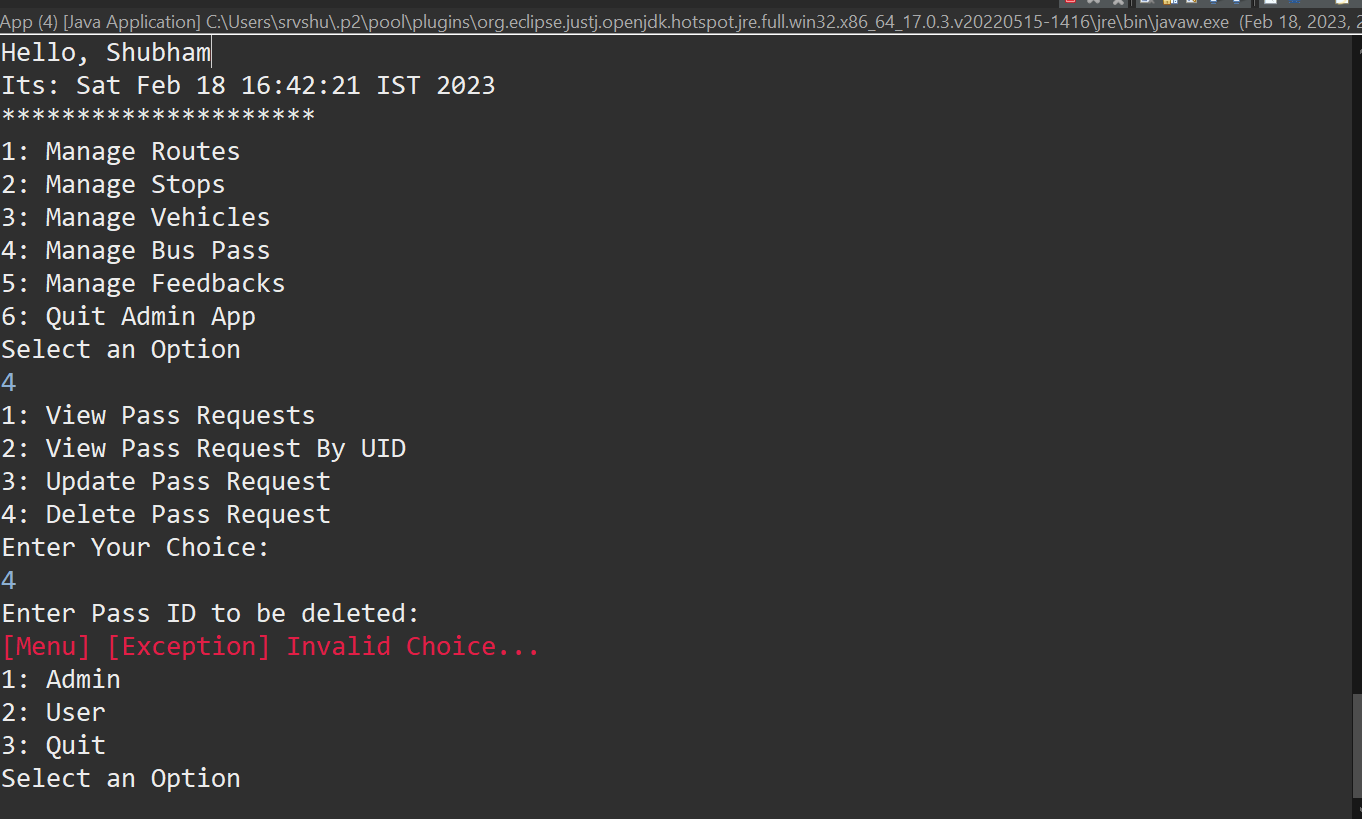 App (4) [Java Application] C:\Users\srvshu\.p2\pool\plugins\org.eclipse.justj.openjdk.hotspot.jre.full.win32.x86_64_17.0.3.v20220515-1416\jre\bin\javaw.exe (Feb 18, 2023, 2
Hello, Shubham
Its: Sat Feb 18 16:42:21 IST 2023
*********************
1: Manage Routes
2: Manage Stops
3: Manage Vehicles
4: Manage Bus Pass
5: Manage Feedbacks
6: Quit Admin App
Select an Option
4
1: View Pass Requests
2: View Pass Request By UID
3: Update Pass Request
4: Delete Pass Request
Enter Your Choice:
4
Enter Pass ID to be deleted:
[Menu] [Exception] Invalid Choice...
1: Admin
2: User
3: Quit
Select an Option